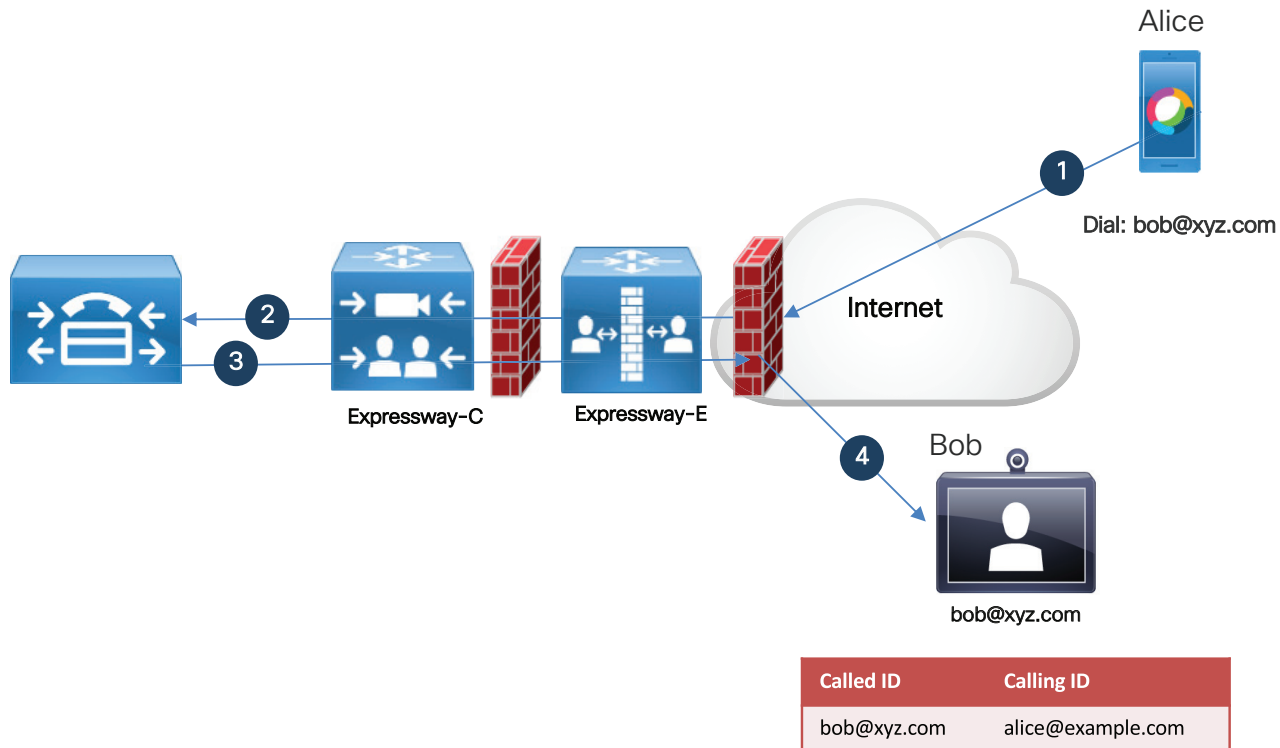 Alice
1
Dial: bob@xyz.com
Internet
2
3
Expressway-C
Expressway-E
4
Bob
bob@xyz.com
Called ID Calling ID
bob@xyz.com alice@example.com